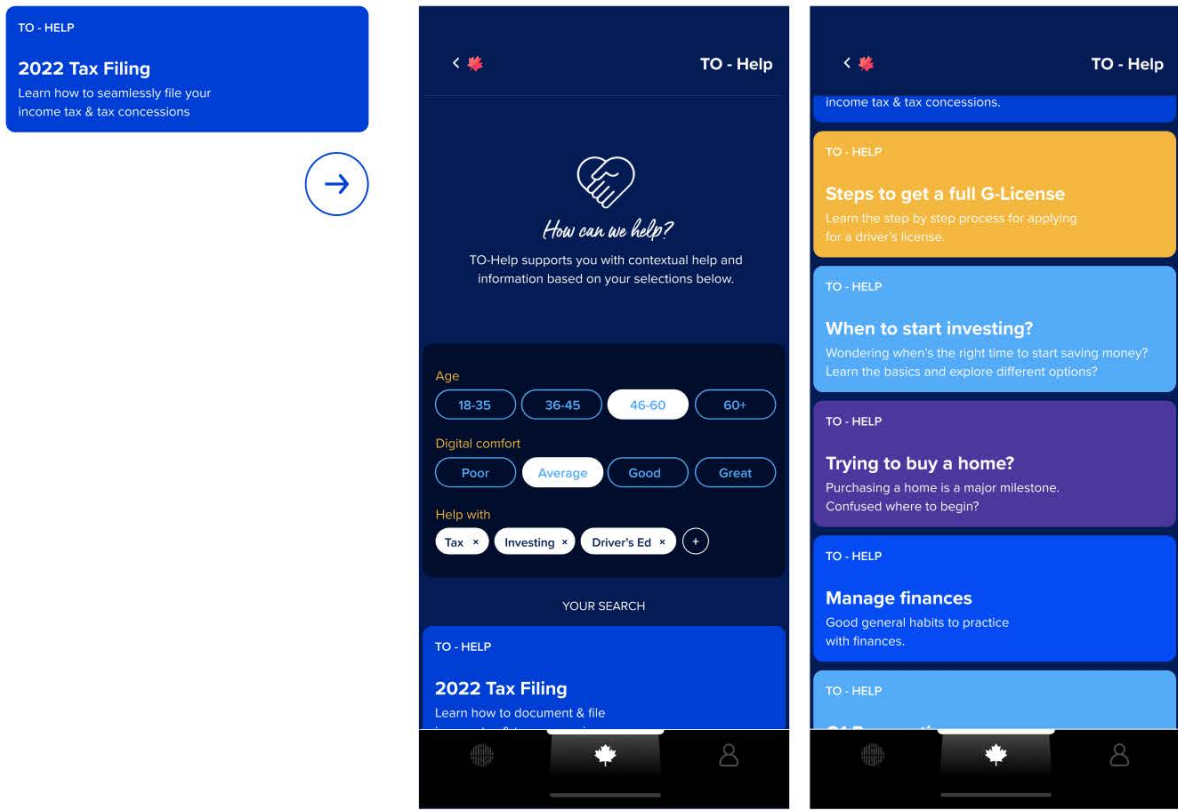 TO - HELP
2022 Tax Filing
Learn how to seamlessly file your
income tax & tax concessions
TO - Help
How can we help?
TO-Help supports you with contextual help and
information based on your selections below.
Age
18-35
36-45
46-60
60+
Digital comfort
Poor
Average
Good
Great
Help with
Tax ×
Investing ×
Driver's Ed ×
+
YOUR SEARCH
TO - HELP
2022 Tax Filing
Learn how to document & file
TO - Help
income tax & tax concessions.
TO - HELP
Steps to get a full G-License
Learn the step by step process for applying
for a driver's license.
TO - HELP
When to start investing?
Wondering when's the right time to start saving money?
Learn the basics and explore different options?
TO - HELP
Trying to buy a home?
Purchasing a home is a major milestone.
Confused where to begin?
TO - HELP
Manage finances
Good general habits to practice
with finances.
TO - HELP